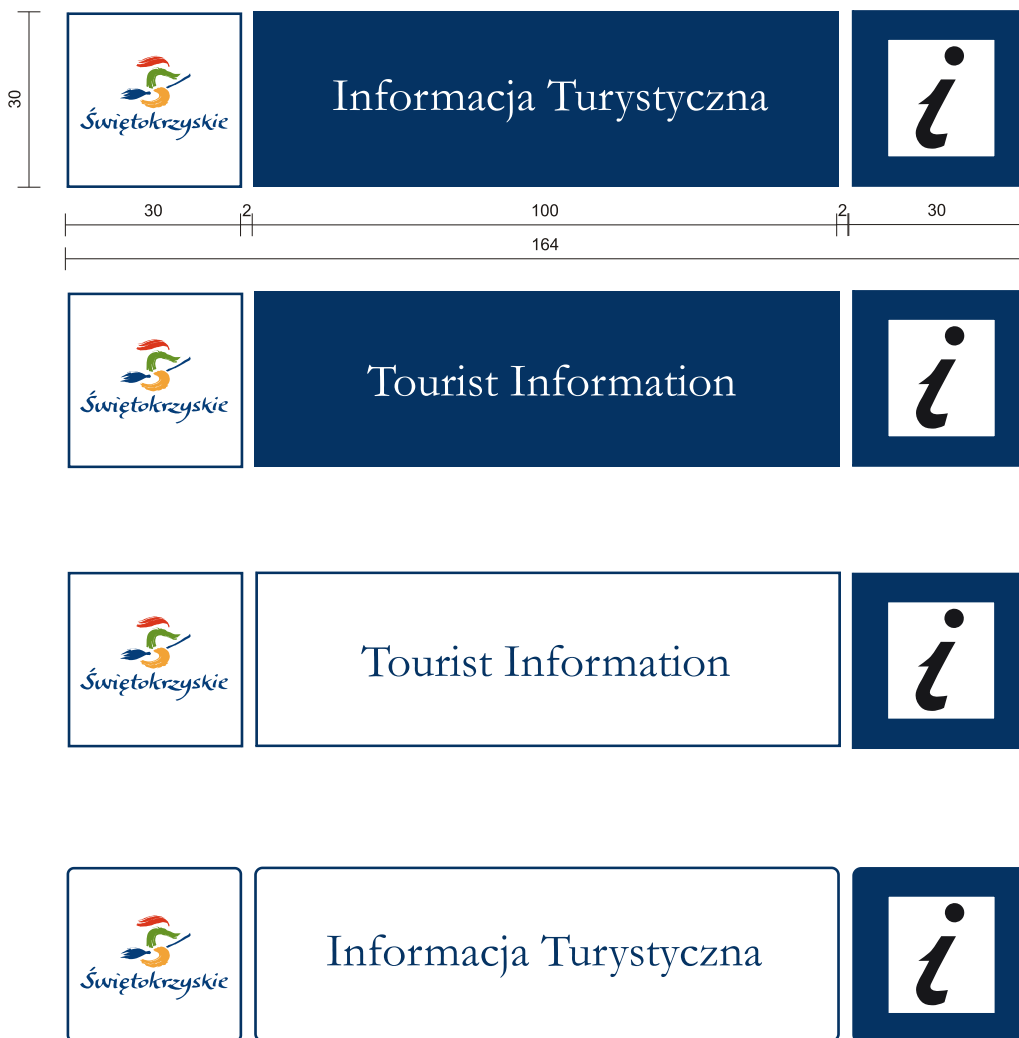 30
Świętokrzyskie
Informacja Turystyczna
i
30 2 100 2 30
164
Świętokrzyskie
Tourist Information
i
Świętokrzyskie
Tourist Information
i
Świętokrzyskie
Informacja Turystyczna
i